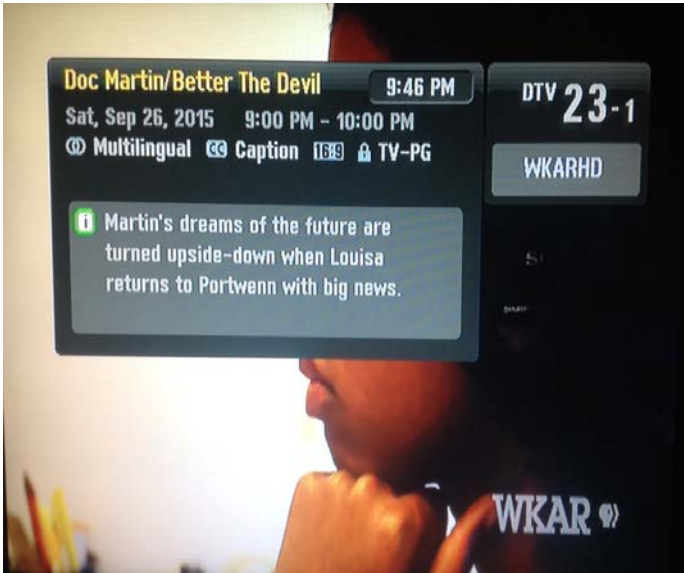 Doc Martin/Better The Devil
9:46 PM
Sat, Sep 26, 2015 9:00 PM - 10:00 PM
Multilingual CC Caption 16:9 TV-PG
i Martin's dreams of the future are
turned upside-down when Louisa
returns to Portwenn with big news.
DTV 23-1
WKARHD
WKAR